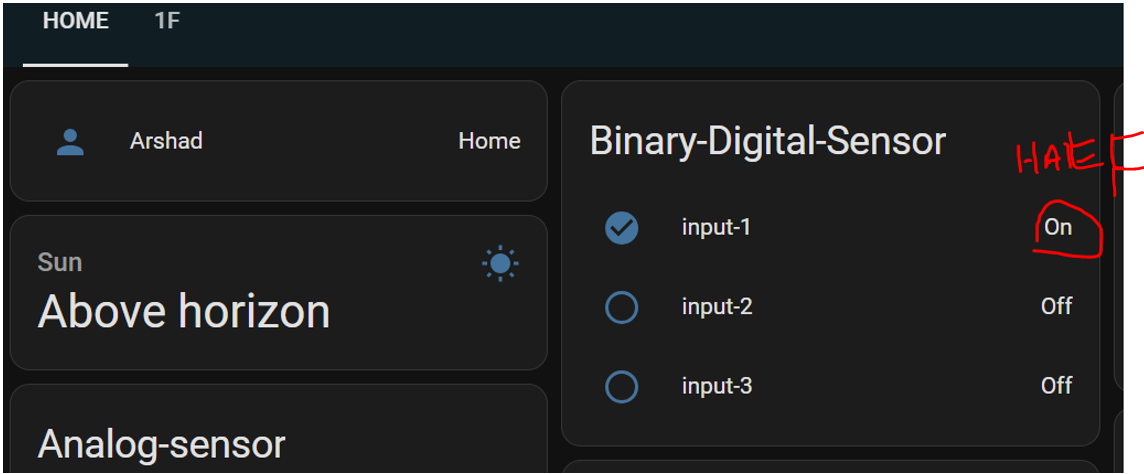 HOME 1F
Arshad Home
Sun
Above horizon
Analog-sensor
Binary-Digital-Sensor
input-1 On
input-2 Off
input-3 Off